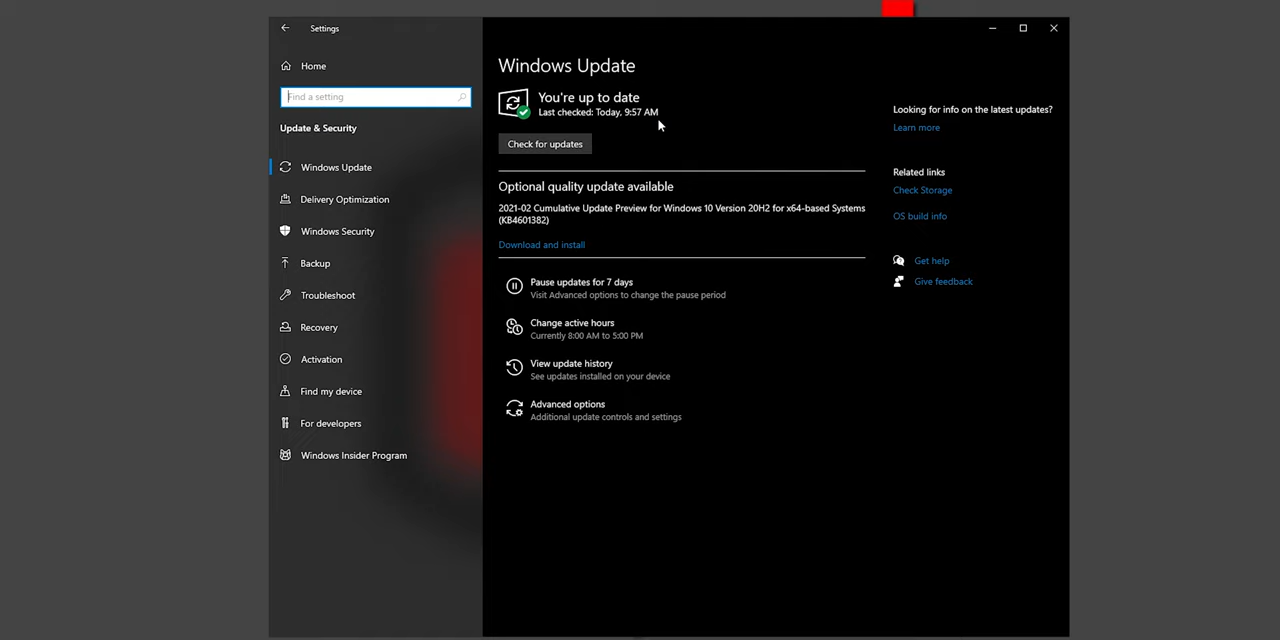 Settings
Home
Find a setting
Update & Security
Windows Update
Delivery Optimization
Windows Security
Backup
Troubleshoot
Recovery
Activation
Find my device
For developers
Windows Insider Program
Windows Update
You're up to date
Last checked: Today, 9:57 AM
Check for updates
Optional quality update available
2021-02 Cumulative Update Preview for Windows 10 Version 20H2 for x64-based Systems
(KB4601382)
Download and install
Pause updates for 7 days
Visit Advanced options to change the pause period
Change active hours
Currently 8:00 AM to 5:00 PM
View update history
See updates installed on your device
Advanced options
Additional update controls and settings
Looking for info on the latest updates?
Learn more
Related links
Check Storage
OS build info
Get help
Give feedback